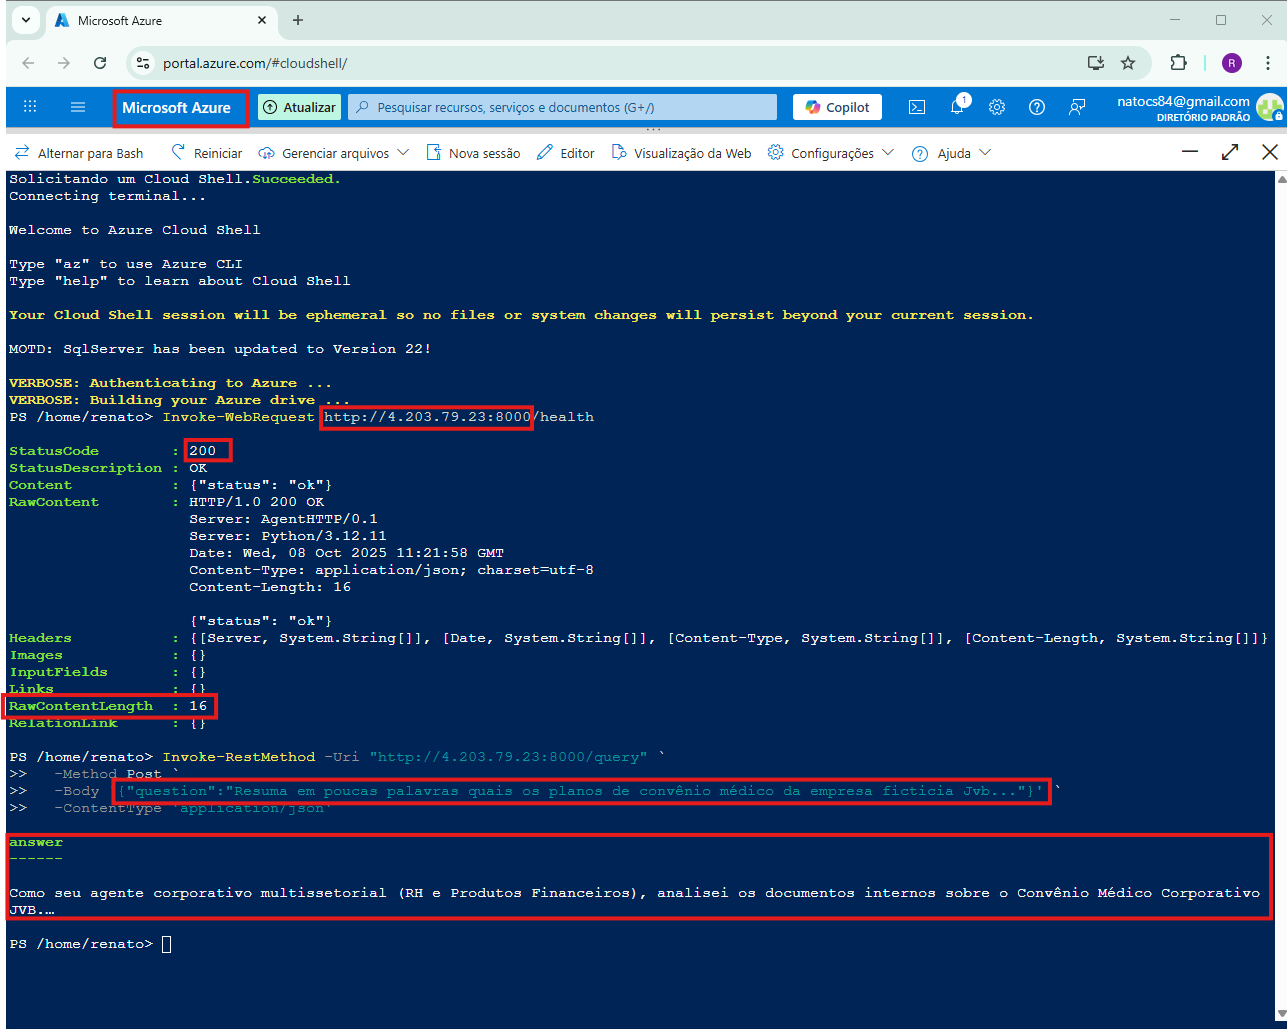 Microsoft Azure
portal.azure.com/#cloudshell/
R
Microsoft Azure
Atualizar
Pesquisar recursos, serviços e documentos (G+/)
Copilot
1
natocs84@gmail.com
DIRETÓRIO PADRÃO
Alternar para Bash
Reiniciar
Gerenciar arquivos
Nova sessão
Editor
Visualização da Web
Configurações
Ajuda
Solicitando um Cloud Shell.Succeeded.
Connecting terminal...
Welcome to Azure Cloud Shell
Type "az" to use Azure CLI
Type "help" to learn about Cloud Shell
Your Cloud Shell session will be ephemeral so no files or system changes will persist beyond your current session.
MOTD: SqlServer has been updated to Version 22!
VERBOSE: Authenticating to Azure ...
VERBOSE: Building your Azure drive ...
PS /home/renato> Invoke-WebRequest http://4.203.79.23:8000/health
StatusCode : 200
StatusDescription : OK
Content : {"status": "ok"}
RawContent : HTTP/1.0 200 OK
Server: AgentHTTP/0.1
Server: Python/3.12.11
Date: Wed, 08 Oct 2025 11:21:58 GMT
Content-Type: application/json; charset=utf-8
Content-Length: 16
{"status": "ok"}
Headers : {[Server, System.String[]], [Date, System.String[]], [Content-Type, System.String[]], [Content-Length, System.String[]]}
Images : {}
InputFields : {}
Links : {}
RawContentLength : 16
RelationLink : {}
PS /home/renato> Invoke-RestMethod -Uri "http://4.203.79.23:8000/query" `
>> -Method Post `
>> -Body '{"question":"Resuma em poucas palavras quais os planos de convênio médico da empresa ficticia Jvb..."}' `
>> -ContentType 'application/json'
answer
------
Como seu agente corporativo multissetorial (RH e Produtos Financeiros), analisei os documentos internos sobre o Convênio Médico Corporativo
JVB.…
PS /home/renato>